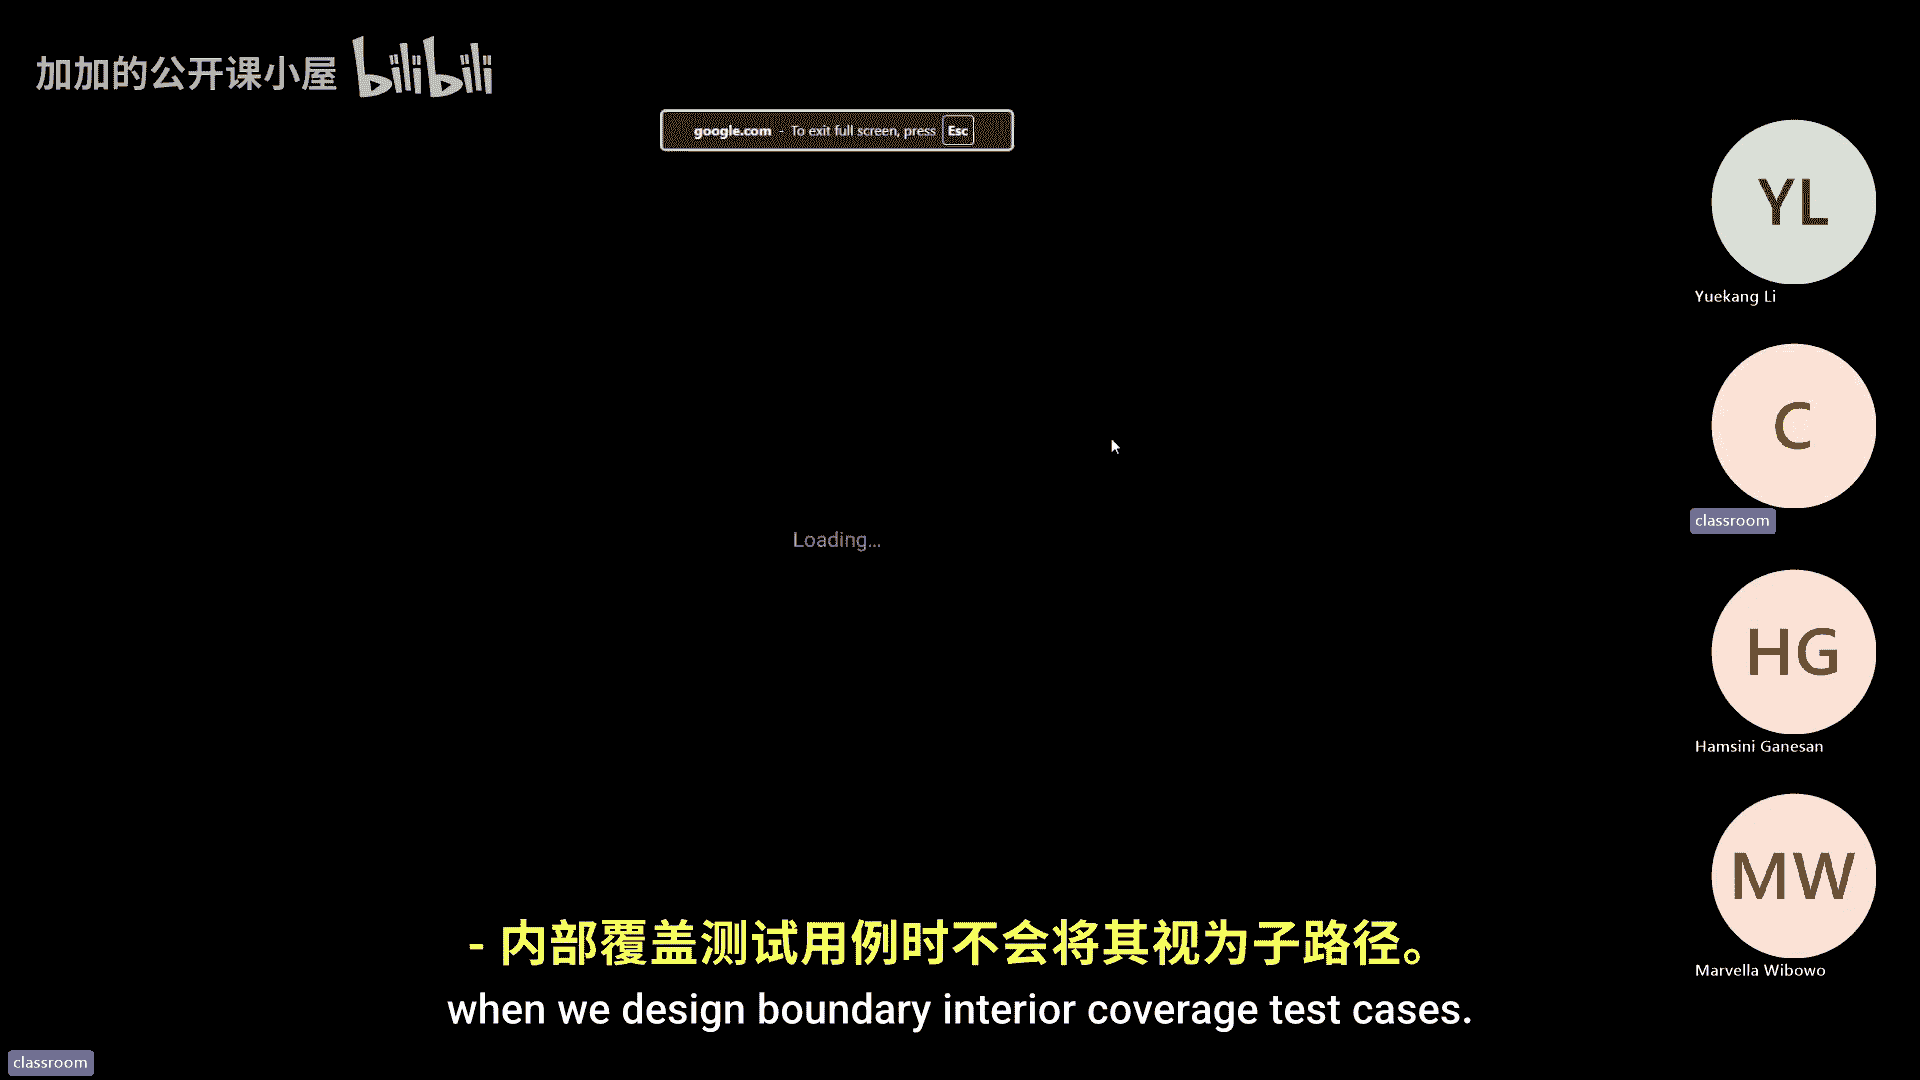 加加的公开课小屋 bilibili
google.com - To exit full screen, press Esc
YL
Yuekang Li
C
classroom
Loading...
HG
Hamsini Ganesan
MW
Marvella Wibowo
- 内部覆盖测试用例时不会将其视为子路径。
when we design boundary interior coverage test cases.
classroom